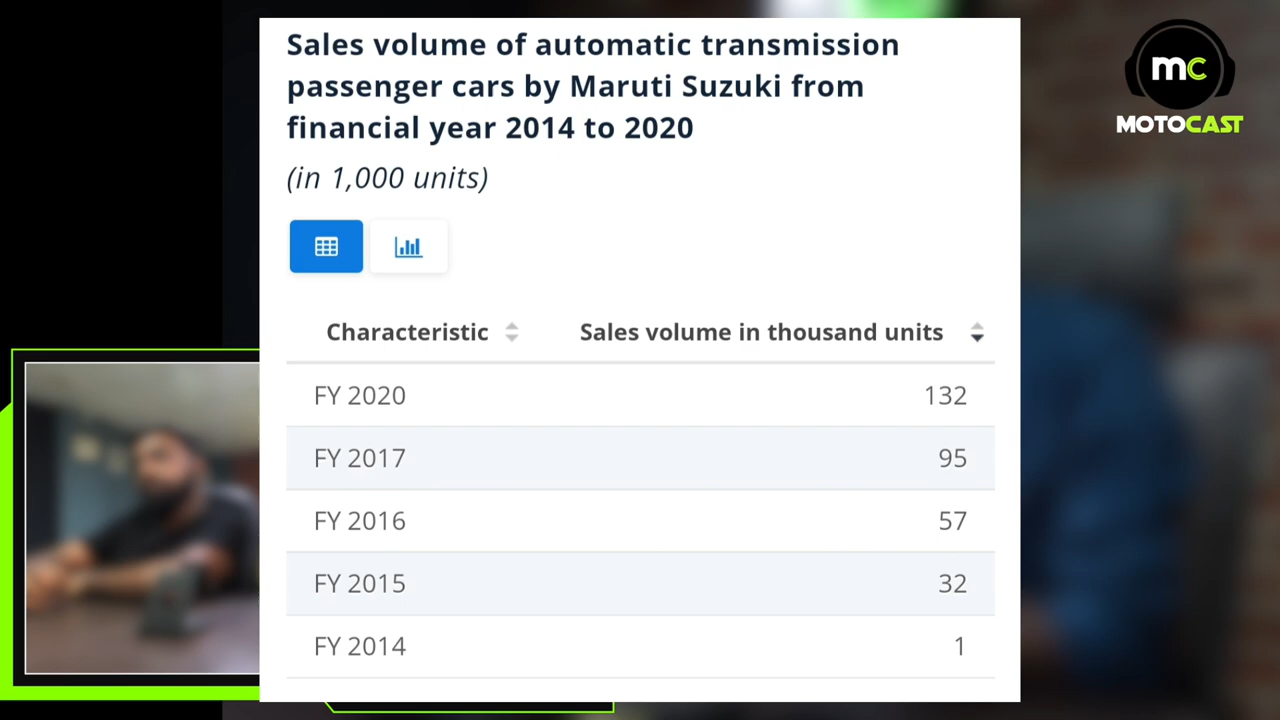 Sales volume of automatic transmission
passenger cars by Maruti Suzuki from
financial year 2014 to 2020
(in 1,000 units)
mc
MOTOCAST
Characteristic Sales volume in thousand units
FY 2020 132
FY 2017 95
FY 2016 57
FY 2015 32
FY 2014 1